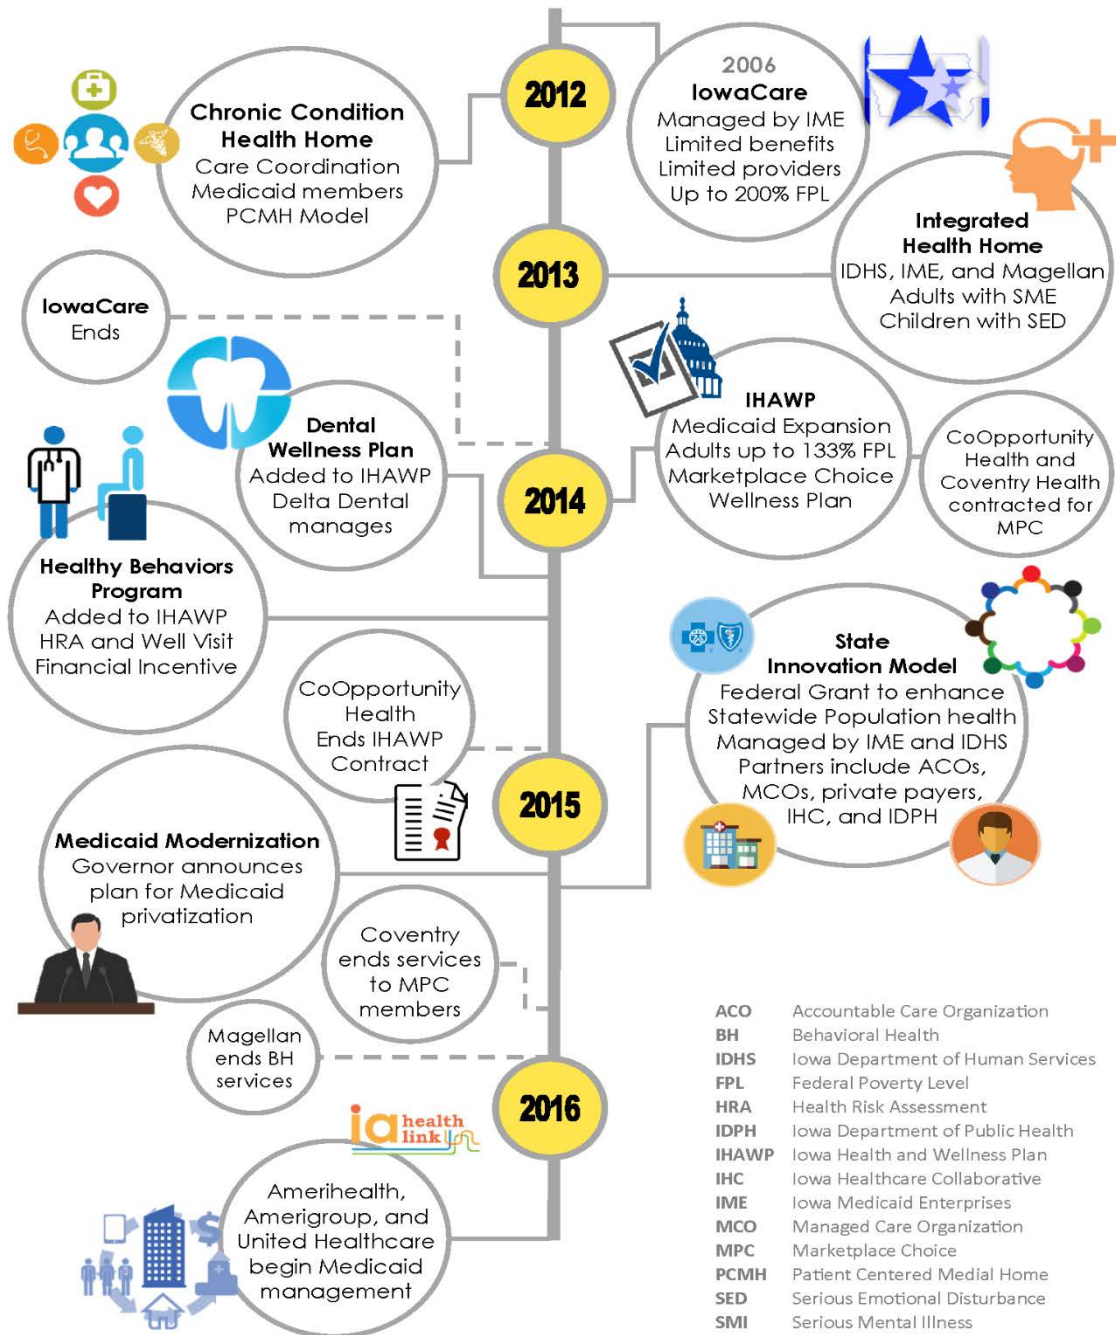 2012
2006
IowaCare
Managed by IME
Limited benefits
Limited providers
Up to 200% FPL
Chronic Condition
Health Home
Care Coordination
Medicaid members
PCMH Model
2013
Integrated
Health Home
IDHS, IME, and Magellan
Adults with SME
Children with SED
IowaCare
Ends
Dental
Wellness Plan
Added to IHAWP
Delta Dental
manages
2014
IHAWP
Medicaid Expansion
Adults up to 133% FPL
Marketplace Choice
Wellness Plan
CoOpportunity
Health and
Coventry Health
contracted for
MPC
Healthy Behaviors
Program
Added to IHAWP
HRA and Well Visit
Financial Incentive
CoOpportunity
Health
Ends IHAWP
Contract
State
Innovation Model
Federal Grant to enhance
Statewide Population health
Managed by IME and IDHS
Partners include ACOs,
MCOs, private payers,
IHC, and IDPH
2015
Medicaid Modernization
Governor announces
plan for Medicaid
privatization
Coventry
ends services
to MPC
members
Magellan
ends BH
services
2016
ia health
link
Amerihealth,
Amerigroup, and
United Healthcare
begin Medicaid
management
ACO Accountable Care Organization
BH Behavioral Health
IDHS Iowa Department of Human Services
FPL Federal Poverty Level
HRA Health Risk Assessment
IDPH Iowa Department of Public Health
IHAWP Iowa Health and Wellness Plan
IHC Iowa Healthcare Collaborative
IME Iowa Medicaid Enterprises
MCO Managed Care Organization
MPC Marketplace Choice
PCMH Patient Centered Medial Home
SED Serious Emotional Disturbance
SMI Serious Mental Illness